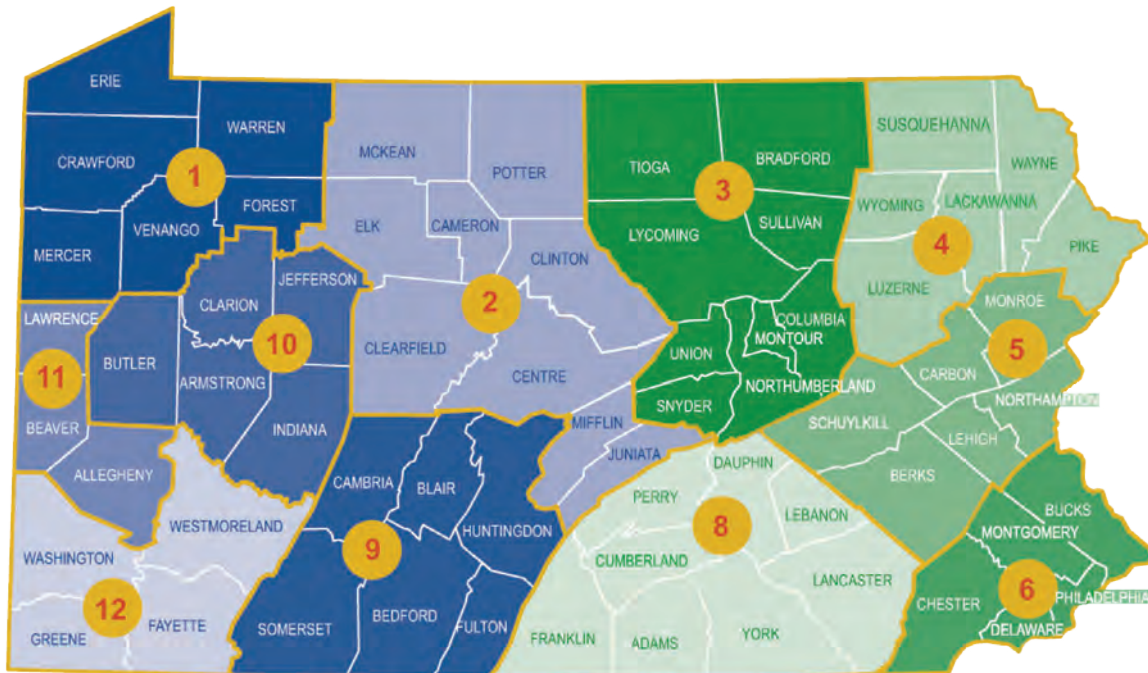 ERIE
WARREN
CRAWFORD
1
FOREST
VENANGO
MERCER
MCKEAN
POTTER
ELK
CAMERON
CLINTON
2
CLEARFIELD
CENTRE
MIFFLIN
JUNIATA
TIOGA
BRADFORD
3
SULLIVAN
LYCOMING
COLUMBIA
MONTOUR
UNION
NORTHUMBERLAND
SNYDER
SUSQUEHANNA
WAYNE
WYOMING
LACKAWANNA
4
PIKE
LUZERNE
MONROE
5
CARBON
NORTHAMPTON
SCHUYLKILL
LEHIGH
BERKS
BUCKS
MONTGOMERY
6
CHESTER
PHILADELPHIA
DELAWARE
DAUPHIN
PERRY
LEBANON
8
CUMBERLAND
LANCASTER
FRANKLIN
ADAMS
YORK
CAMBRIA
BLAIR
HUNTINGDON
9
BEDFORD
SOMERSET
FULTON
JEFFERSON
CLARION
10
BUTLER
ARMSTRONG
INDIANA
LAWRENCE
11
BEAVER
ALLEGHENY
WESTMORELAND
WASHINGTON
12
GREENE
FAYETTE